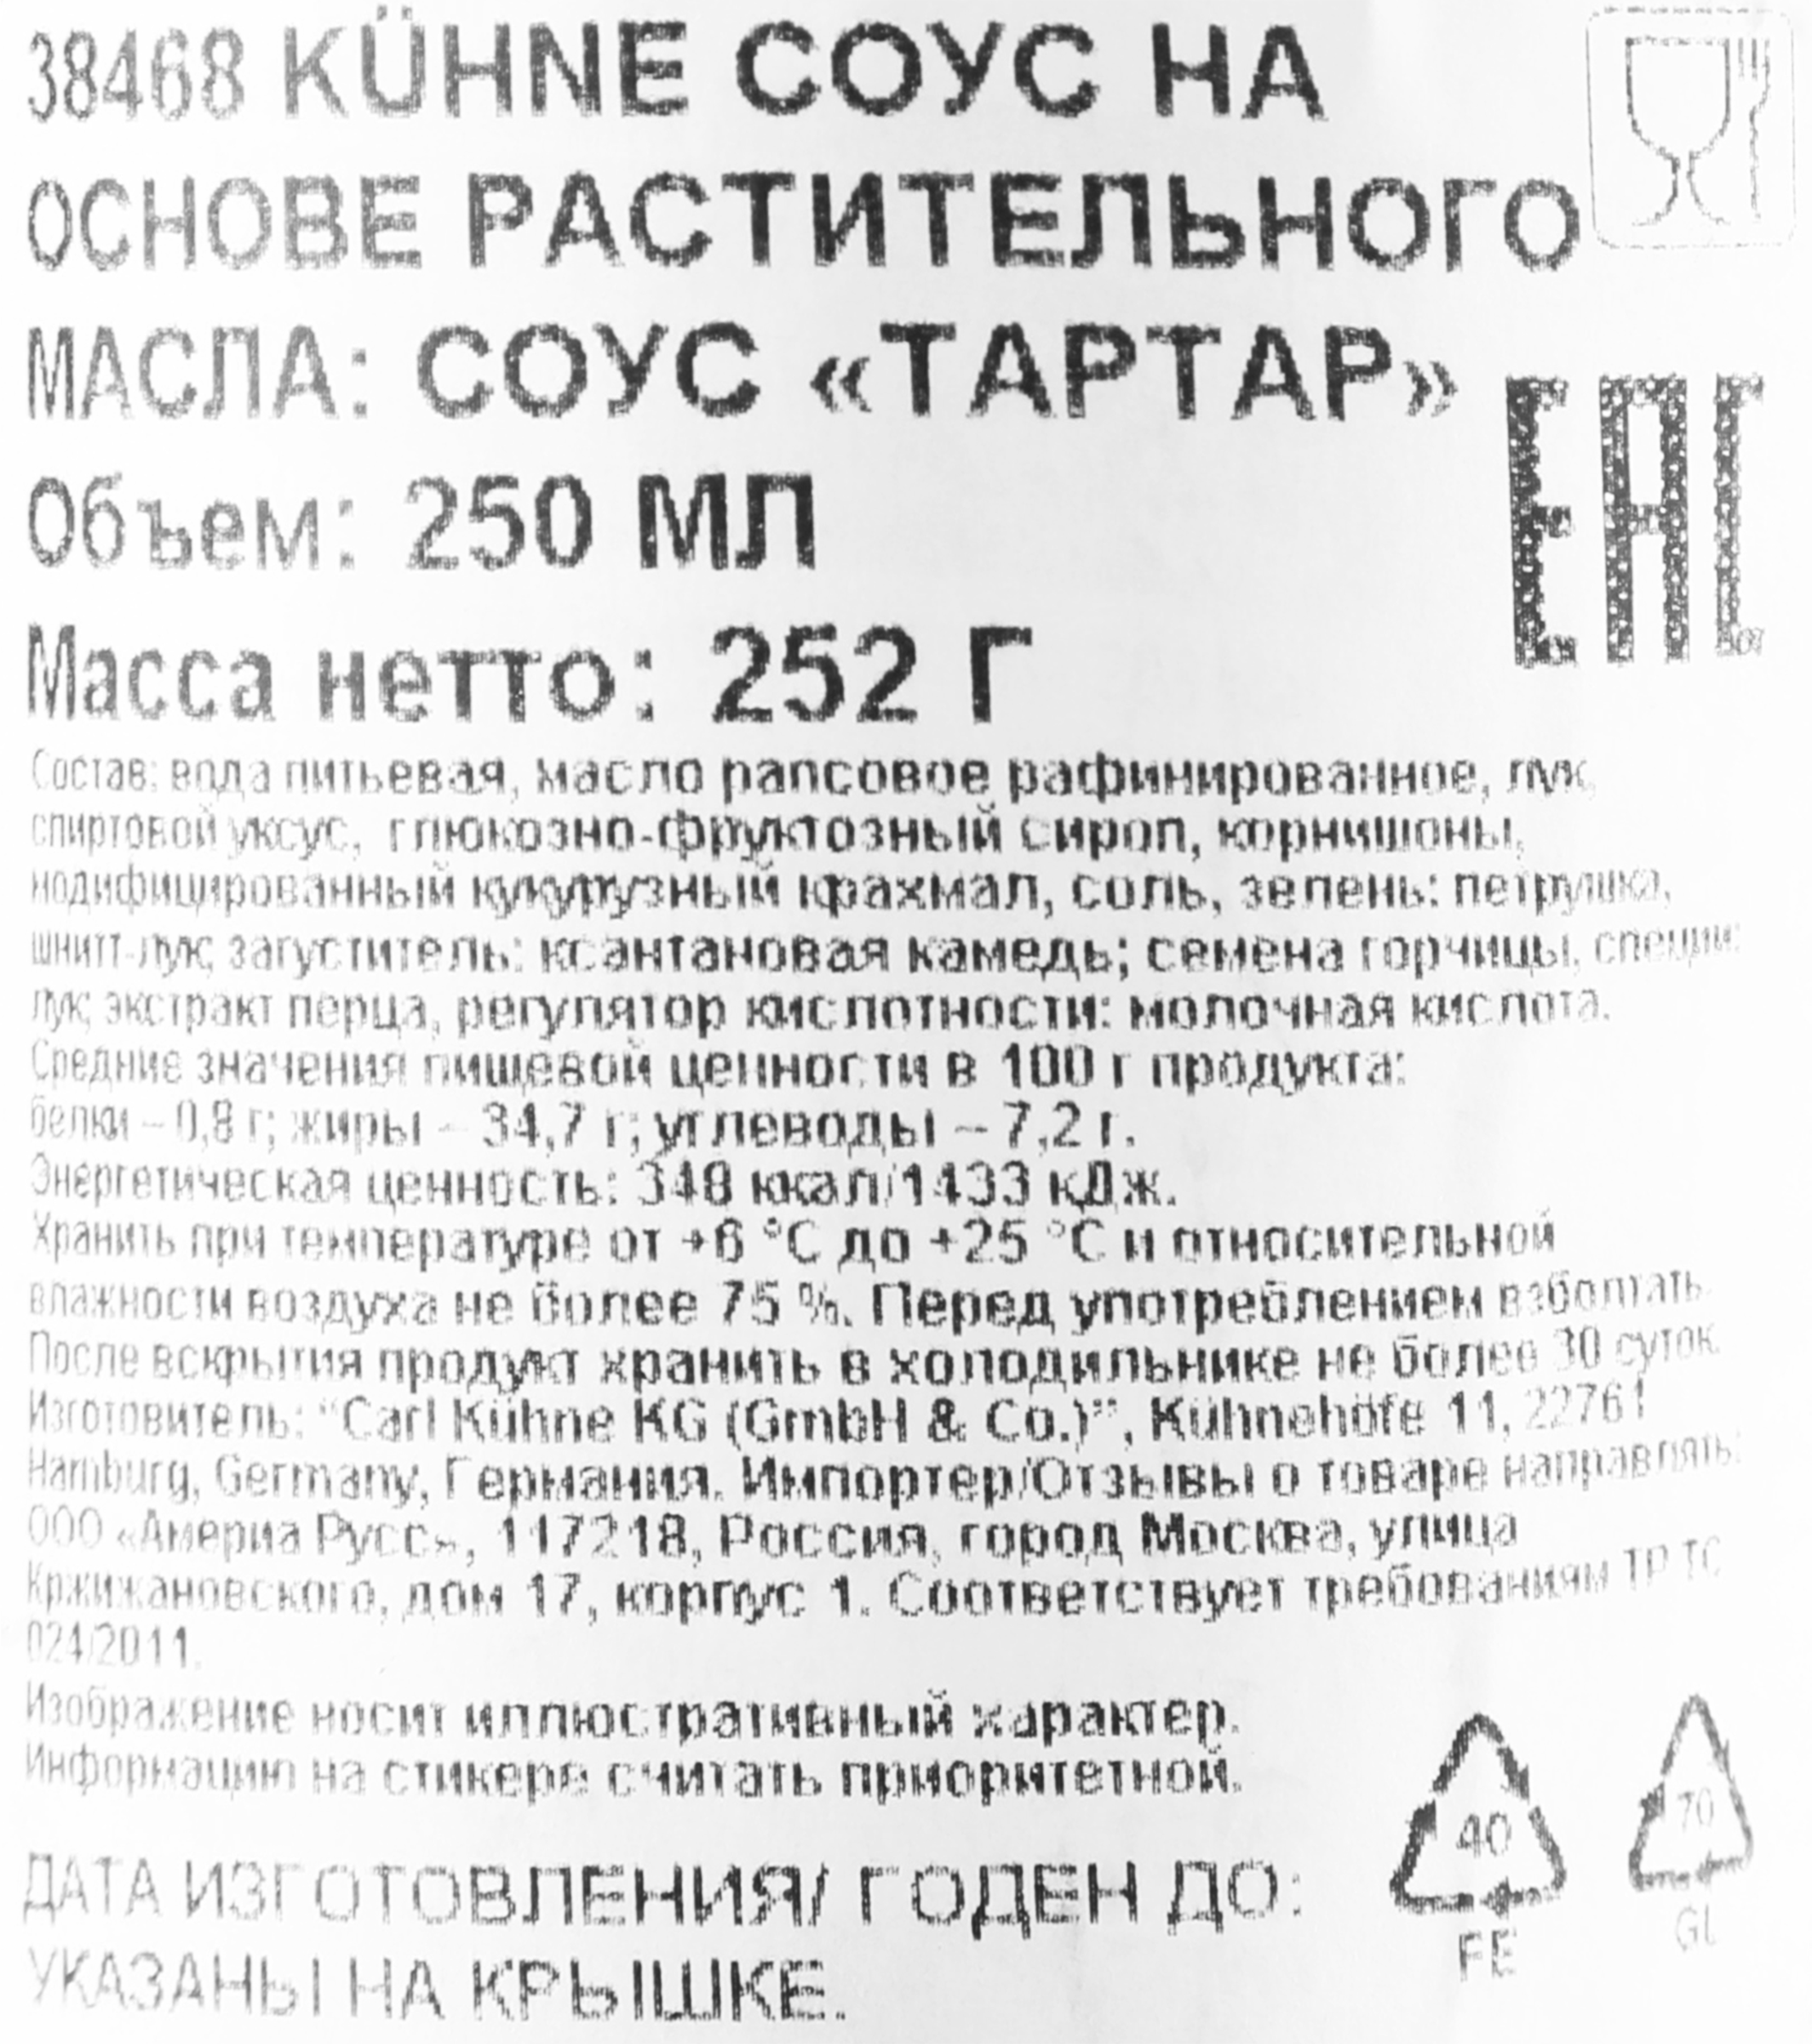 38468 KÜHNE СОУС НА
ОСНОВЕ РАСТИТЕЛЬНОГО
МАСЛА: СОУС «ТАРТАР»
EAC
Объем: 250 МЛ
Масса нетто: 252 Г
Состав: вода питьевая, масло рапсовое рафинированное, лук,
спиртовой уксус, глюкозно-фруктозный сироп, корнишоны,
модифицированный кукурузный крахмал, соль, зелень: петрушка,
шнитт-лук; загуститель: ксантановая камедь; семена горчицы, специи:
лук; экстракт перца, регулятор кислотности: молочная кислота.
Средние значения пищевой ценности в 100 г продукта:
белки – 0,8 г; жиры – 34,7 г; углеводы – 7,2 г.
Энергетическая ценность: 348 ккал/1433 кДж.
Хранить при температуре от +6 °С до +25 °С и относительной
влажности воздуха не более 75 %. Перед употреблением взболтать.
После вскрытия продукт хранить в холодильнике не более 30 суток.
Изготовитель: "Carl Kühne KG (GmbH & Co.)", Kühnehöfe 11, 22761
Hamburg, Germany, Германия. Импортер/Отзывы о товаре направлять:
ООО «Америа Русс», 117218, Россия, город Москва, улица
Кржижановского, дом 17, корпус 1. Соответствует требованиям ТР ТС
024/2011.
Изображение носит иллюстративный характер.
Информацию на стикере считать приоритетной.
ДАТА ИЗГОТОВЛЕНИЯ/ ГОДЕН ДО:
УКАЗАНЫ НА КРЫШКЕ.
40
FE
70
GL